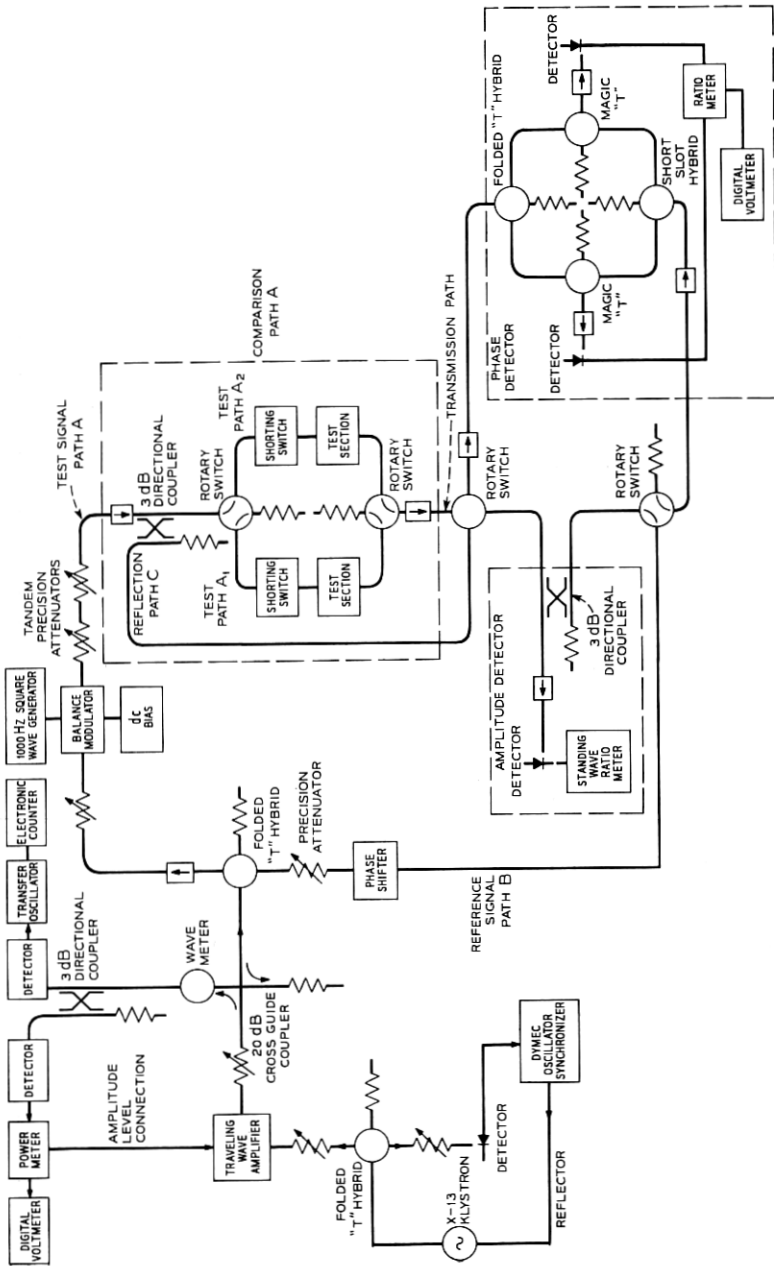 DIGITAL
VOLTMETER
POWER
METER
DETECTOR
AMPLITUDE
LEVEL
CONNECTION
TRAVELING
WAVE
AMPLIFIER
FOLDED
"T" HYBRID
X-13
KLYSTRON
REFLECTOR
DETECTOR
DYMEC
OSCILLATOR
SYNCHRONIZER
3 dB
DIRECTIONAL
COUPLER
DETECTOR
TRANSFER
OSCILLATOR
ELECTRONIC
COUNTER
WAVE
METER
20 dB
CROSS GUIDE
COUPLER
FOLDED
"T" HYBRID
PRECISION
ATTENUATOR
PHASE
SHIFTER
REFERENCE
SIGNAL
PATH B
1000 HZ SQUARE
WAVE GENERATOR
BALANCE
MODULATOR
dc
BIAS
TANDEM
PRECISION
ATTENUATORS
TEST SIGNAL
PATH A
3 dB
DIRECTIONAL
COUPLER
COMPARISON
PATH A
REFLECTION
PATH C
ROTARY
SWITCH
TEST
PATH A1
TEST
PATH A2
SHORTING
SWITCH
TEST
SECTION
SHORTING
SWITCH
TEST
SECTION
ROTARY
SWITCH
TRANSMISSION PATH
ROTARY
SWITCH
AMPLITUDE DETECTOR
DETECTOR
STANDING
WAVE
RATIO
METER
3 dB
DIRECTIONAL
COUPLER
ROTARY
SWITCH
PHASE
DETECTOR
DETECTOR
FOLDED "T" HYBRID
MAGIC
"T"
MAGIC
"T"
DETECTOR
SHORT
SLOT
HYBRID
RATIO
METER
DIGITAL
VOLTMETER